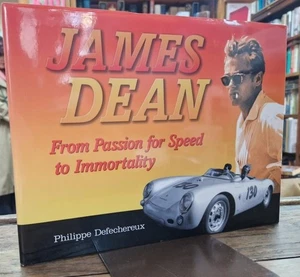 JAMES
DEAN
From Passion for Speed
to Immortality
130
Philippe Defechereux